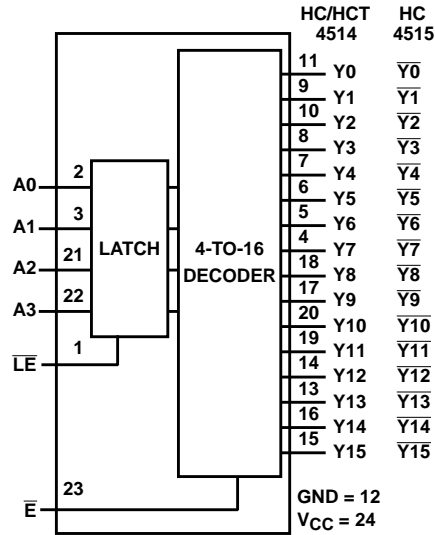 HC/HCT HC
4514 4515
11 Y0 Y̅0̅
9 Y1 Y̅1̅
10 Y2 Y̅2̅
8 Y3 Y̅3̅
7 Y4 Y̅4̅
6 Y5 Y̅5̅
5 Y6 Y̅6̅
4 Y7 Y̅7̅
18 Y8 Y̅8̅
17 Y9 Y̅9̅
20 Y10 Y̅1̅0̅
19 Y11 Y̅1̅1̅
14 Y12 Y̅1̅2̅
13 Y13 Y̅1̅3̅
16 Y14 Y̅1̅4̅
15 Y15 Y̅1̅5̅
A0 2
A1 3
A2 21
A3 22
L̅E̅ 1
E̅ 23
LATCH
4-TO-16
DECODER
GND = 12
VCC = 24